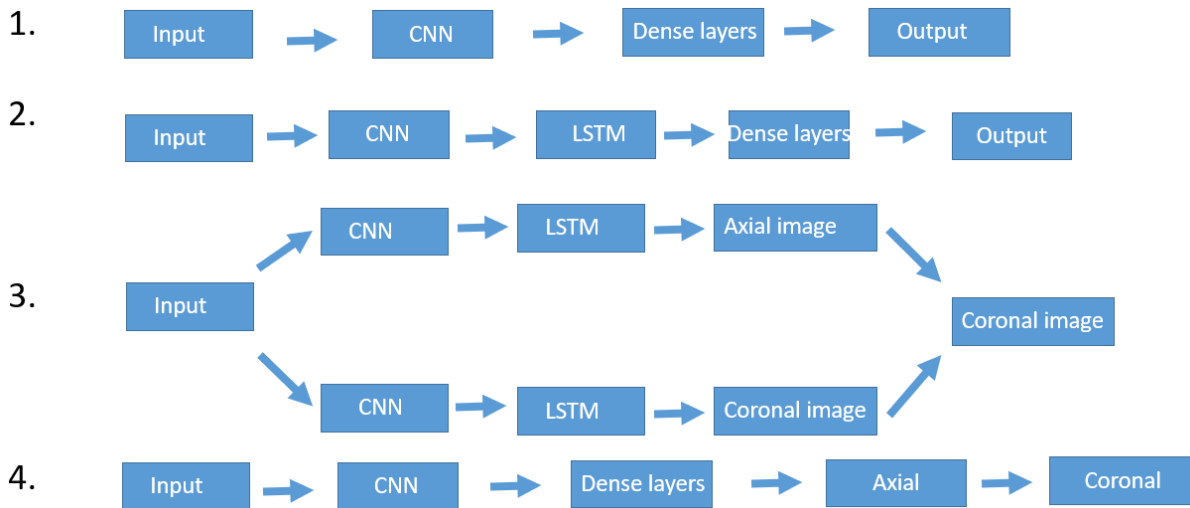 1.
Input
CNN
Dense layers
Output
2.
Input
CNN
LSTM
Dense layers
Output
3.
Input
CNN
LSTM
Axial image
CNN
LSTM
Coronal image
Coronal image
4.
Input
CNN
Dense layers
Axial
Coronal